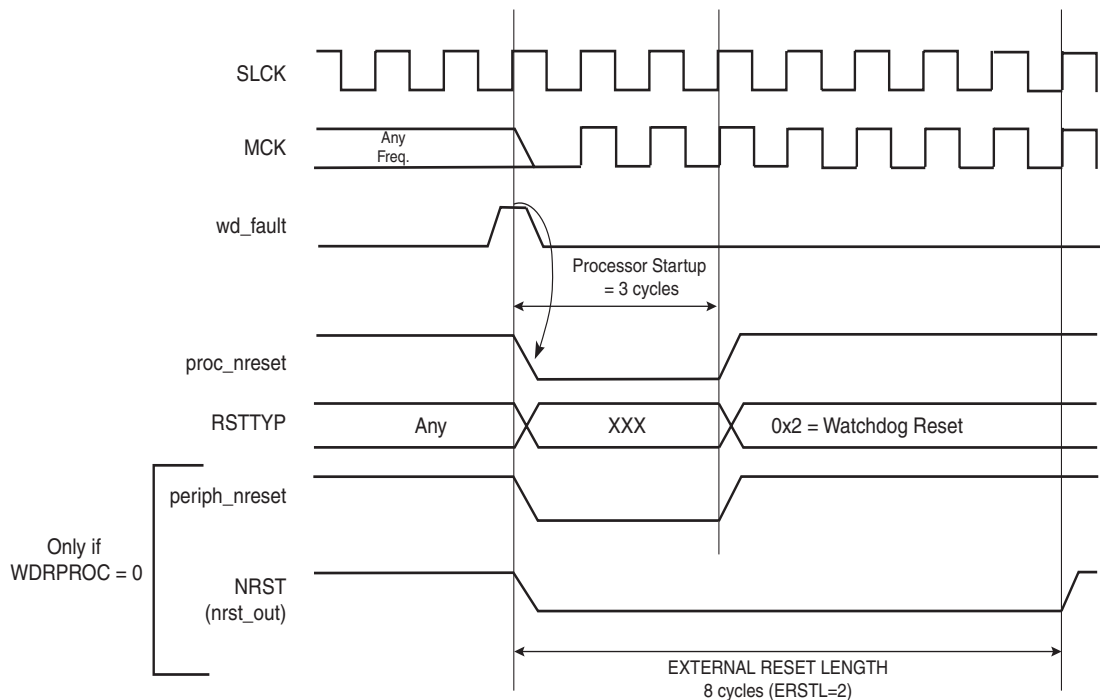 SLCK
MCK
Any
Freq.
wd_fault
Processor Startup
= 3 cycles
proc_nreset
RSTTYP
Any
XXX
0x2 = Watchdog Reset
periph_nreset
Only if
WDRPROC = 0
NRST
(nrst_out)
EXTERNAL RESET LENGTH
8 cycles (ERSTL=2)